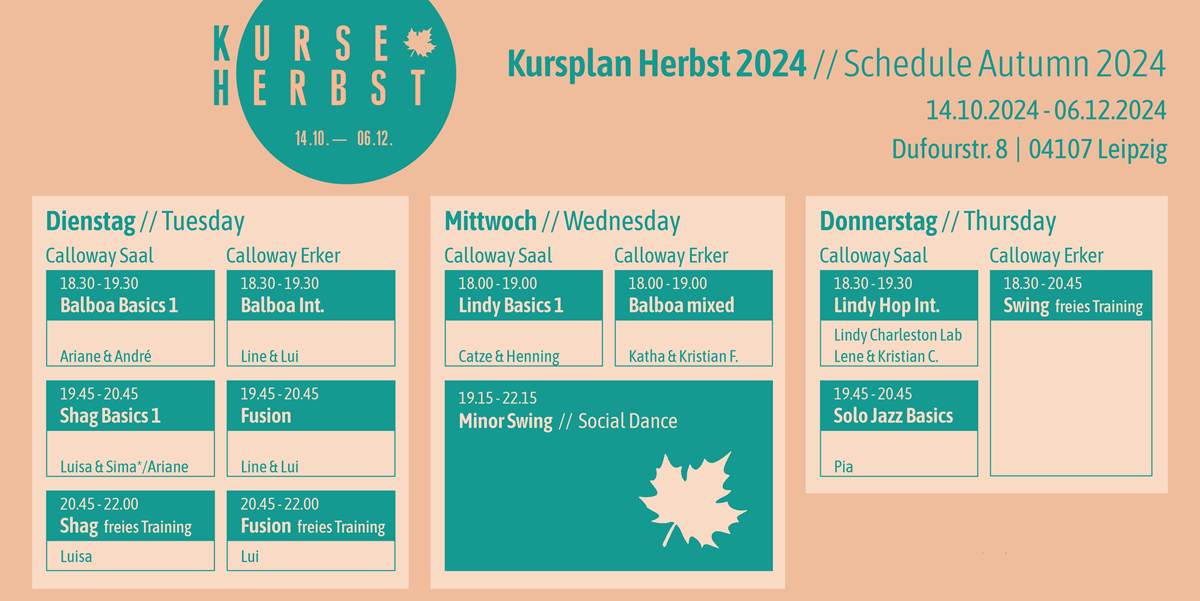 KURSE
HERBST
14.10. — 06.12.
Kursplan Herbst 2024 // Schedule Autumn 2024
14.10.2024 - 06.12.2024
Dufourstr. 8 | 04107 Leipzig
Dienstag // Tuesday
Calloway Saal
18.30 - 19.30
Balboa Basics 1
Ariane & André
19.45 - 20.45
Shag Basics 1
Luisa & Sima*/Ariane
20.45 - 22.00
Shag freies Training
Luisa
Calloway Erker
18.30 - 19.30
Balboa Int.
Line & Lui
19.45 - 20.45
Fusion
Line & Lui
20.45 - 22.00
Fusion freies Training
Lui
Mittwoch // Wednesday
Calloway Saal
18.00 - 19.00
Lindy Basics 1
Catze & Henning
Calloway Erker
18.00 - 19.00
Balboa mixed
Katha & Kristian F.
19.15 - 22.15
Minor Swing // Social Dance
Donnerstag // Thursday
Calloway Saal
18.30 - 19.30
Lindy Hop Int.
Lindy Charleston Lab
Lene & Kristian C.
19.45 - 20.45
Solo Jazz Basics
Pia
Calloway Erker
18.30 - 20.45
Swing freies Training